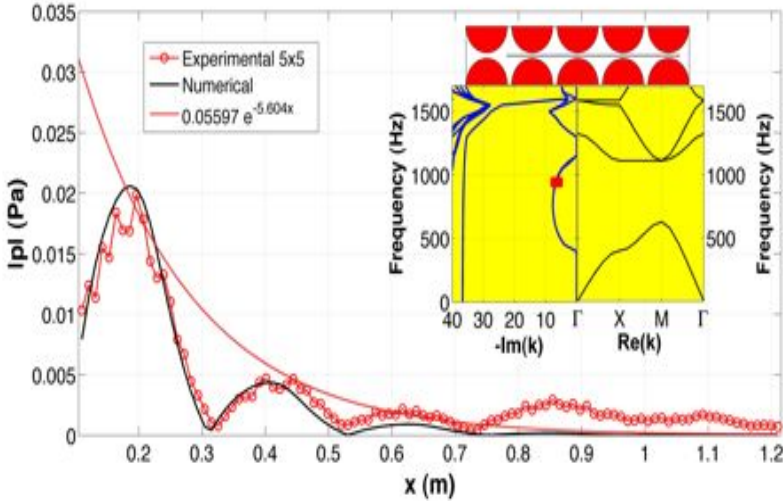 0.035
0.03
0.025
0.02
0.015
0.01
0.005
0
|p| (Pa)
Experimental 5x5
Numerical
0.05597 e^-5.604x
0.2 0.3 0.4 0.5 0.6 0.7 0.8 0.9 1 1.1 1.2
x (m)
Frequency (Hz)
1500
1000
500
0
40 30 20 10 Γ X M Γ
-Im(k) Re(k)
1500
1000
500
Frequency (Hz)